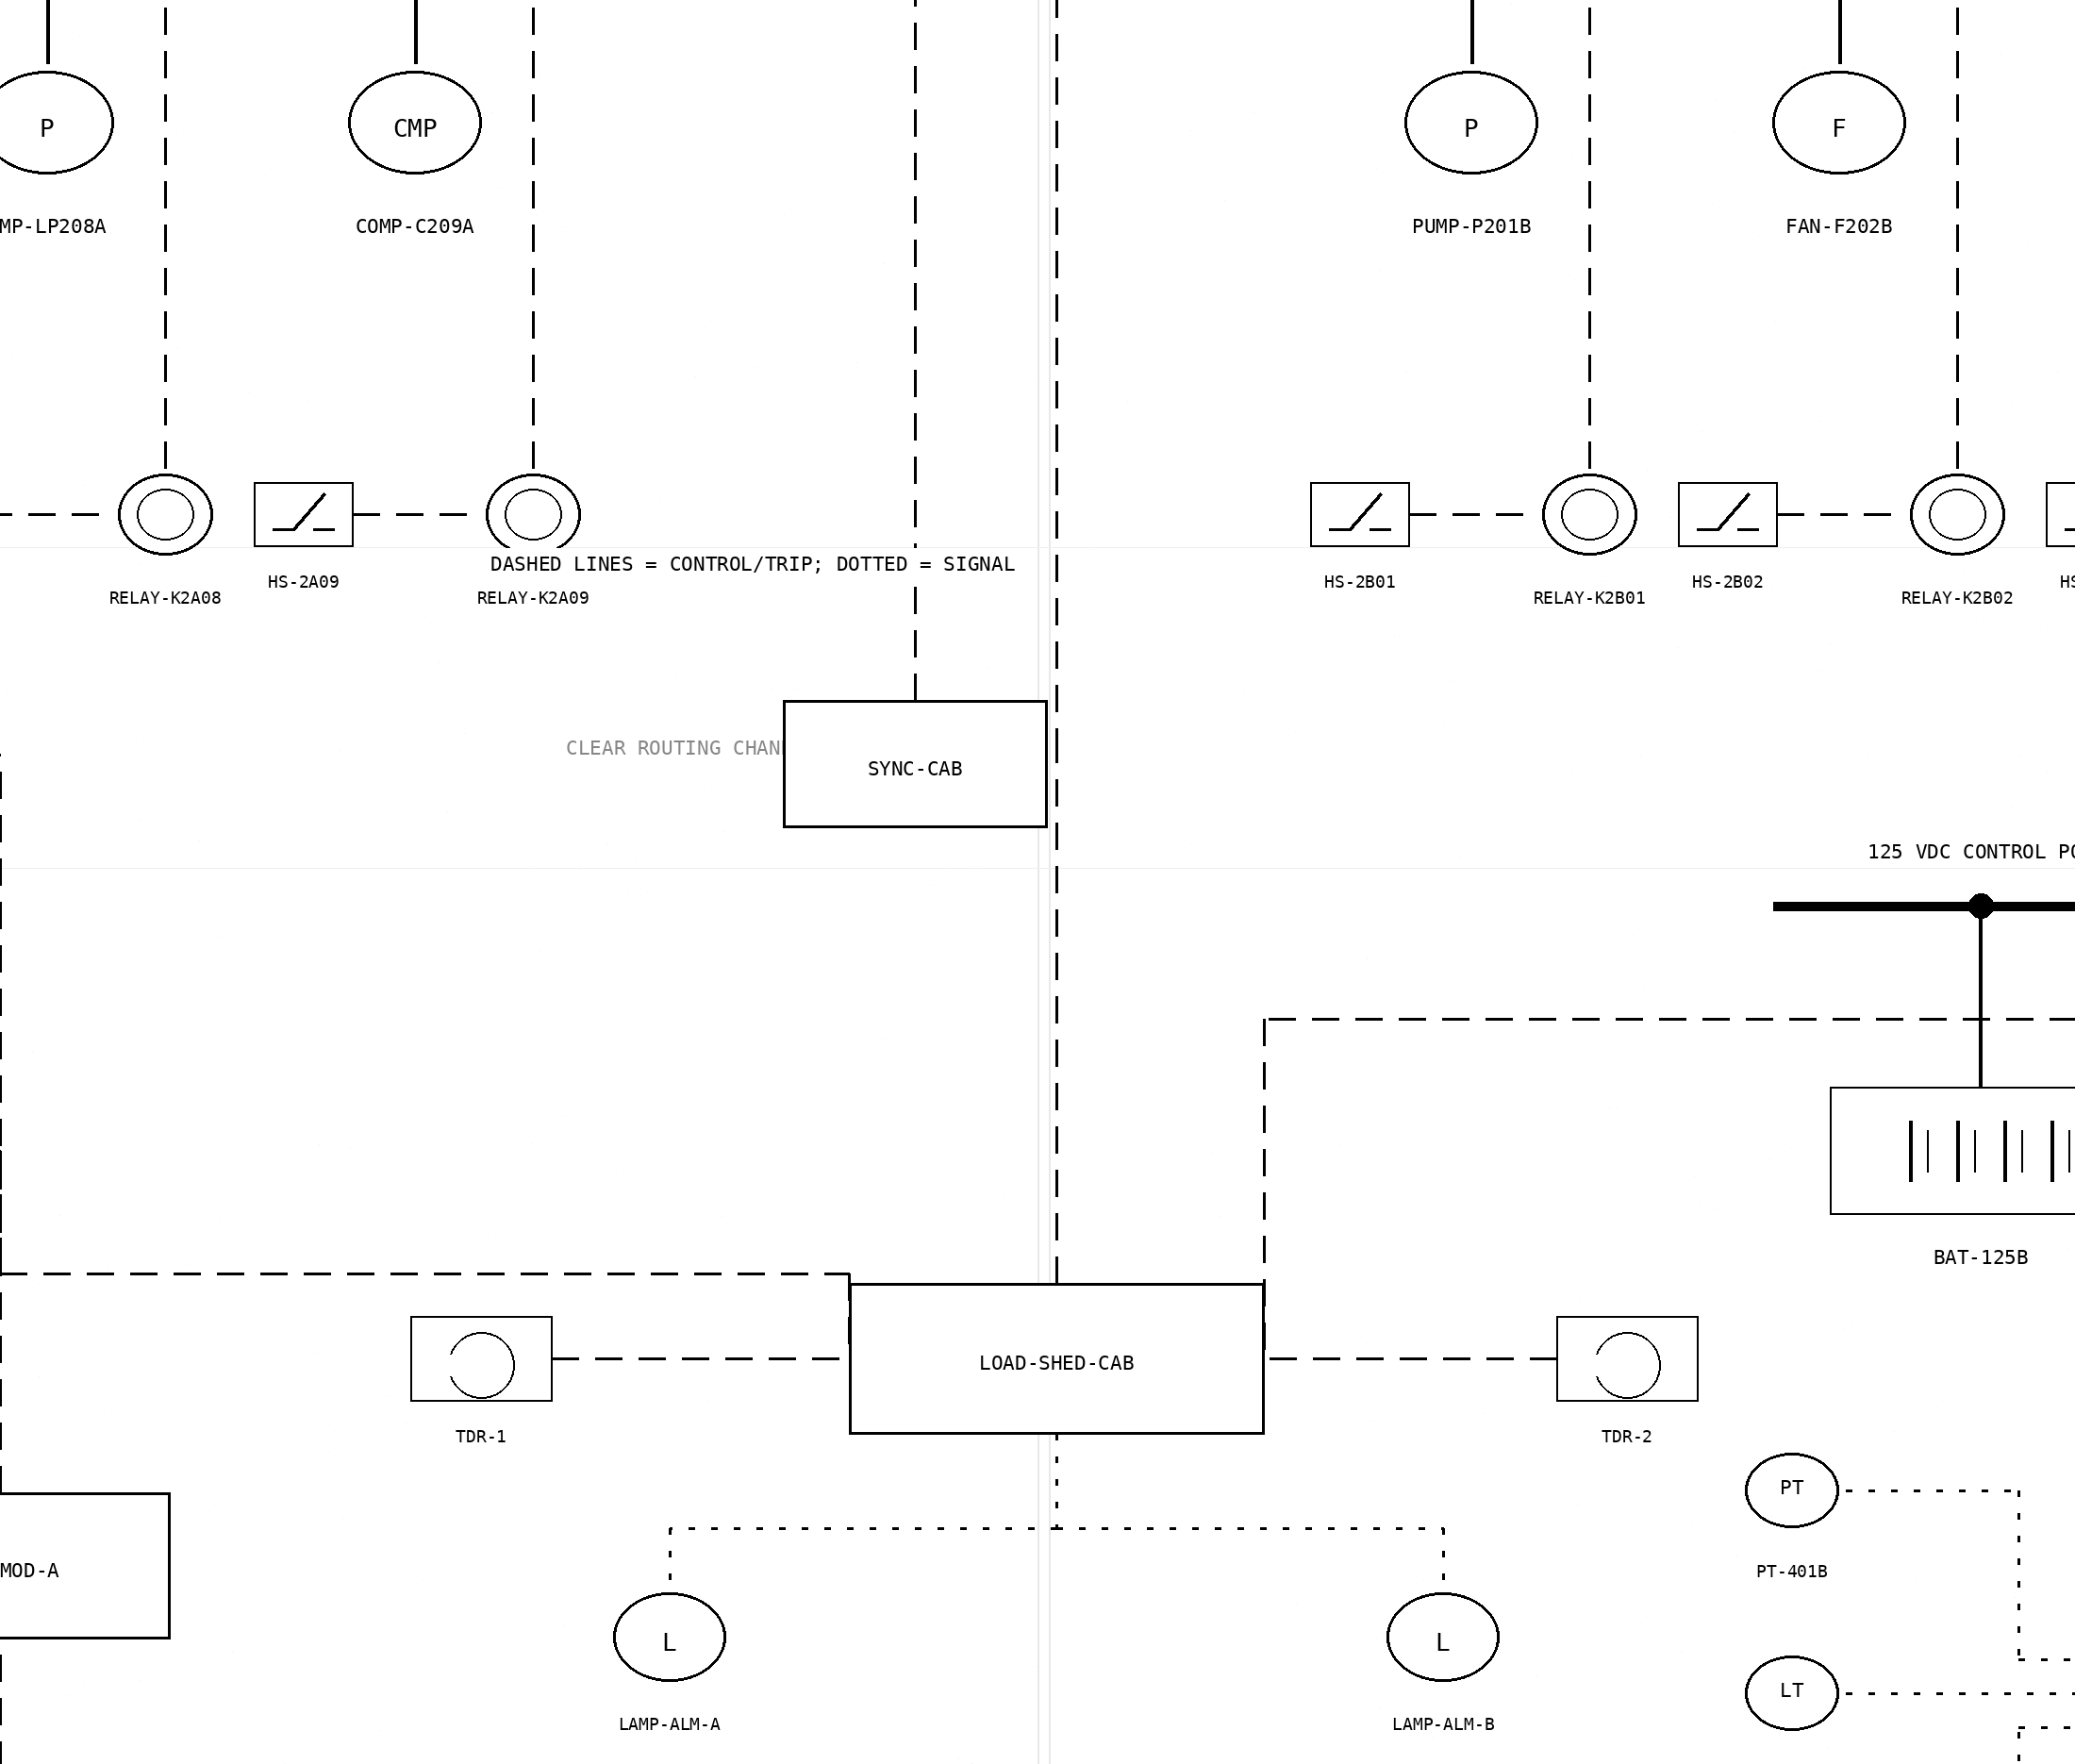 P
CMP
P
F
MP-LP208A
COMP-C209A
PUMP-P201B
FAN-F202B
DASHED LINES = CONTROL/TRIP; DOTTED = SIGNAL
HS-2A09
HS-2B01
HS-2B02
HS
RELAY-K2A08
RELAY-K2A09
RELAY-K2B01
RELAY-K2B02
CLEAR ROUTING CHAN
SYNC-CAB
125 VDC CONTROL PO
BAT-125B
LOAD-SHED-CAB
TDR-1
TDR-2
PT
PT-401B
MOD-A
L
L
LT
LAMP-ALM-A
LAMP-ALM-B